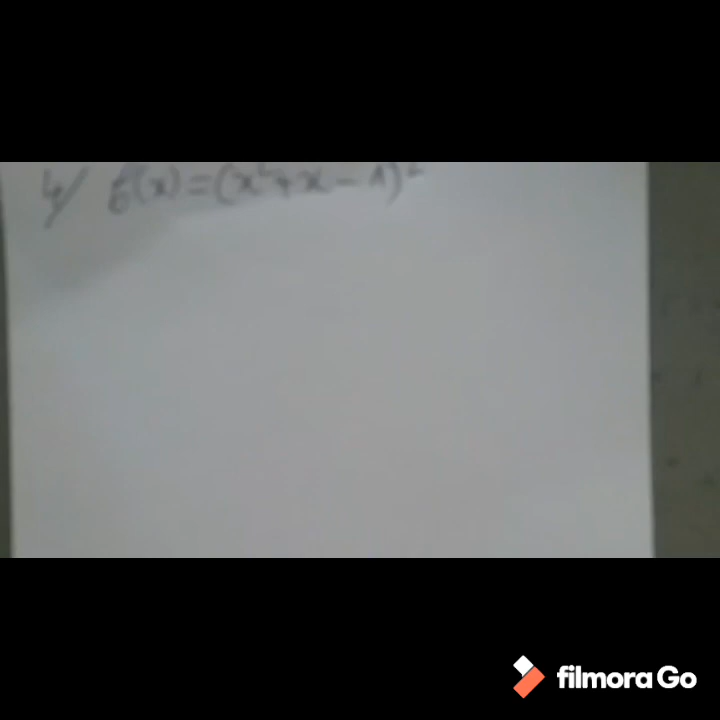 4/ E(x)=(x²+x-1)²
filmora Go